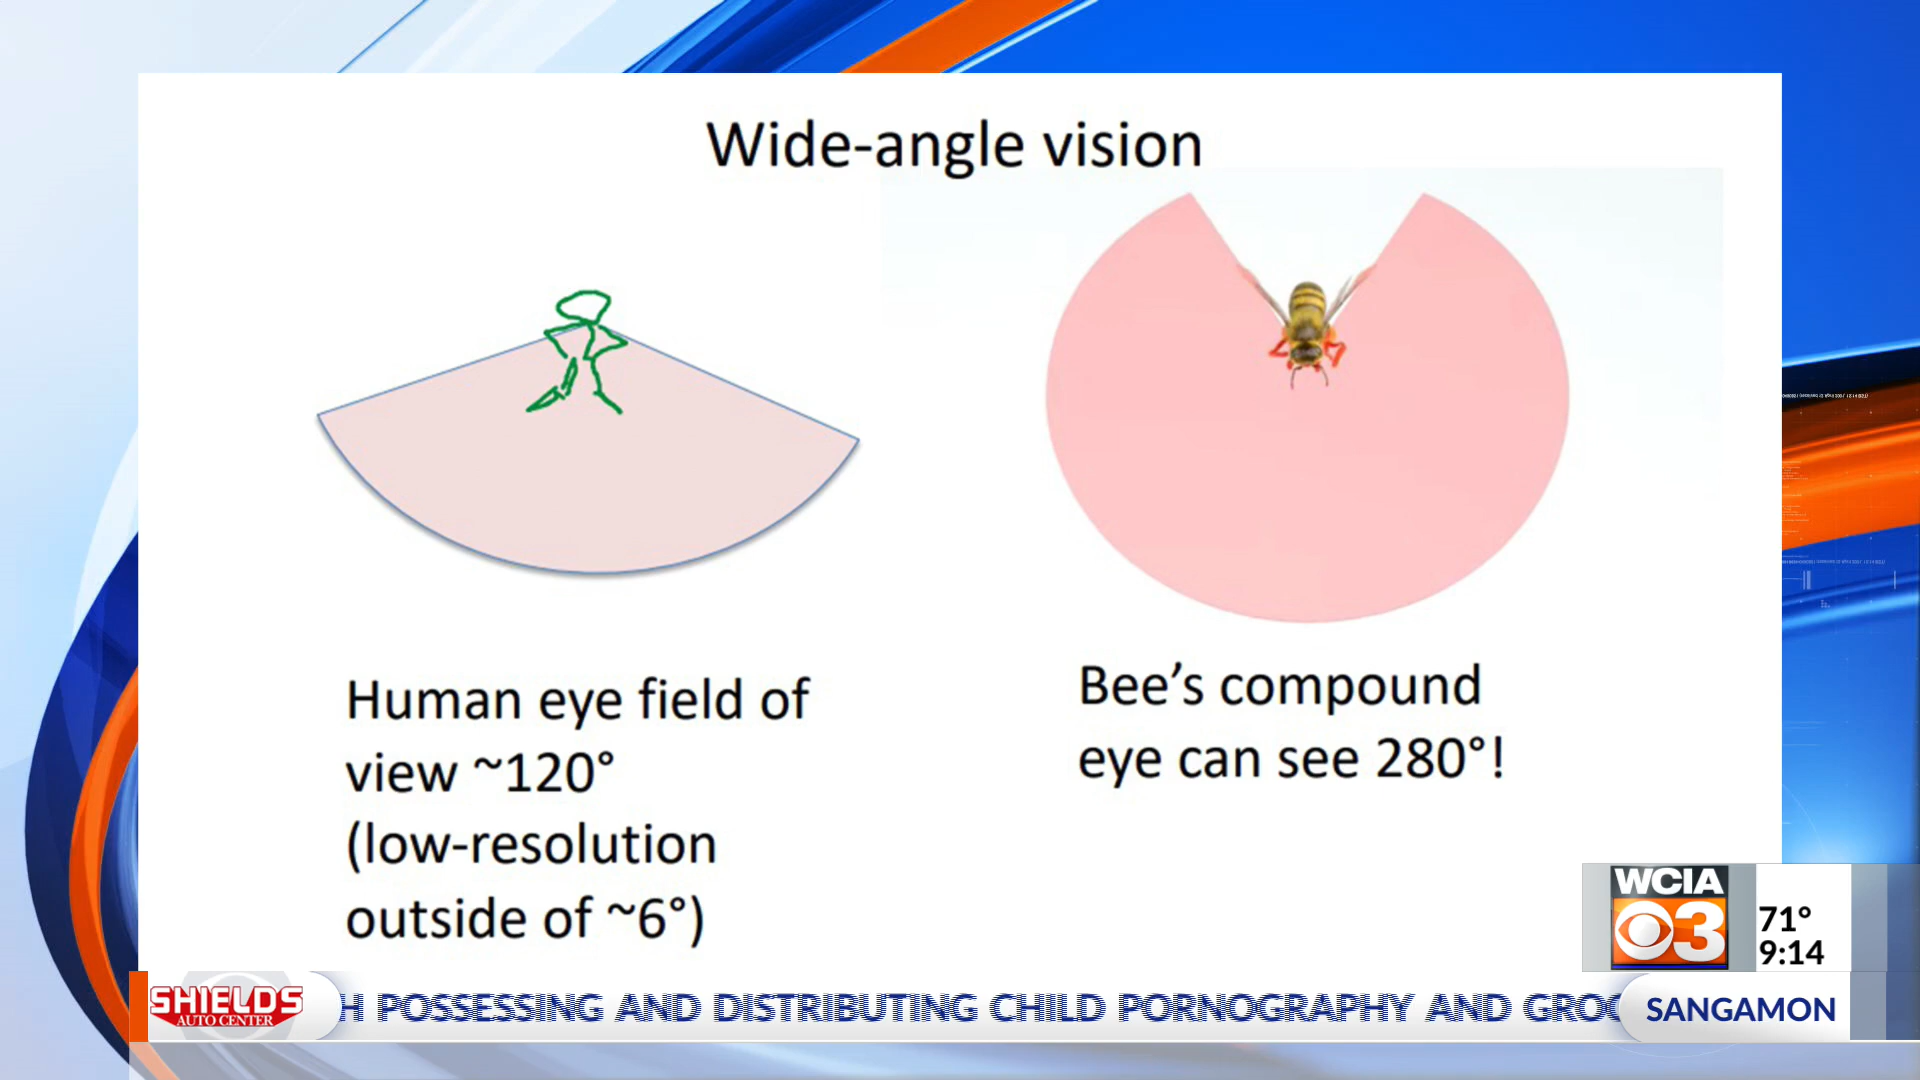 Wide-angle vision
Human eye field of
view ~120°
(low-resolution
outside of ~6°)
Bee’s compound
eye can see 280°!
WCIA
3
71°
9:14
SHIELDS
AUTO CENTER
H POSSESSING AND DISTRIBUTING CHILD PORNOGRAPHY AND GROO
SANGAMON